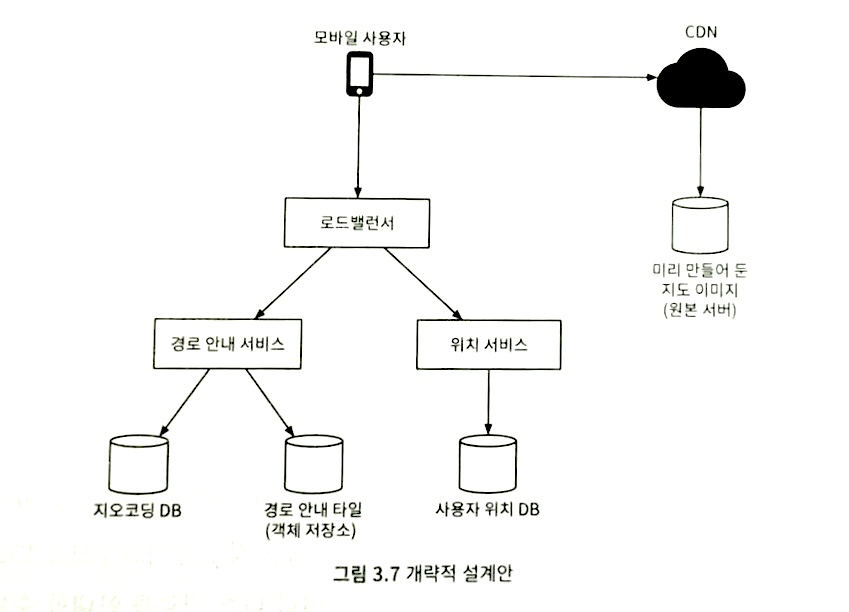 모바일 사용자
CDN
로드밸런서
미리 만들어 둔
지도 이미지
(원본 서버)
경로 안내 서비스
위치 서비스
지오코딩 DB
경로 안내 타일
(객체 저장소)
사용자 위치 DB
그림 3.7 개략적 설계안